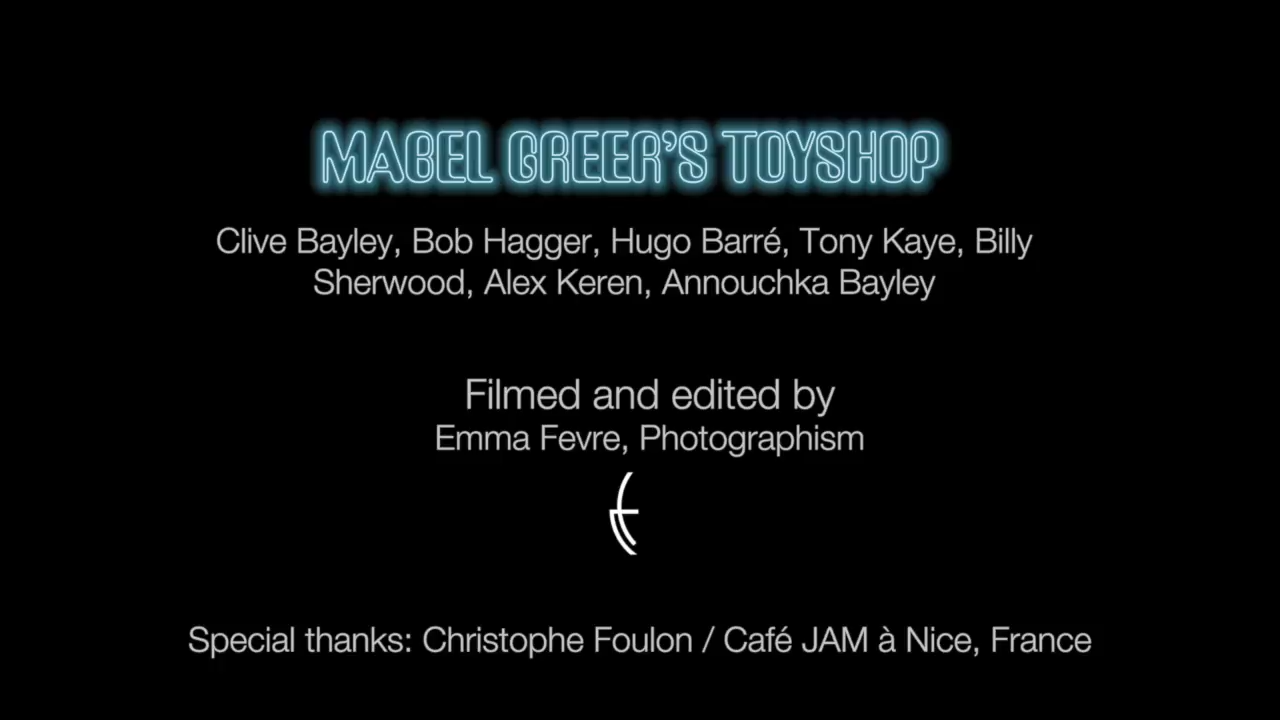 MABEL GREER'S TOYSHOP
Clive Bayley, Bob Hagger, Hugo Barré, Tony Kaye, Billy
Sherwood, Alex Keren, Annouchka Bayley
Filmed and edited by
Emma Fevre, Photographism
Special thanks: Christophe Foulon / Café JAM à Nice, France